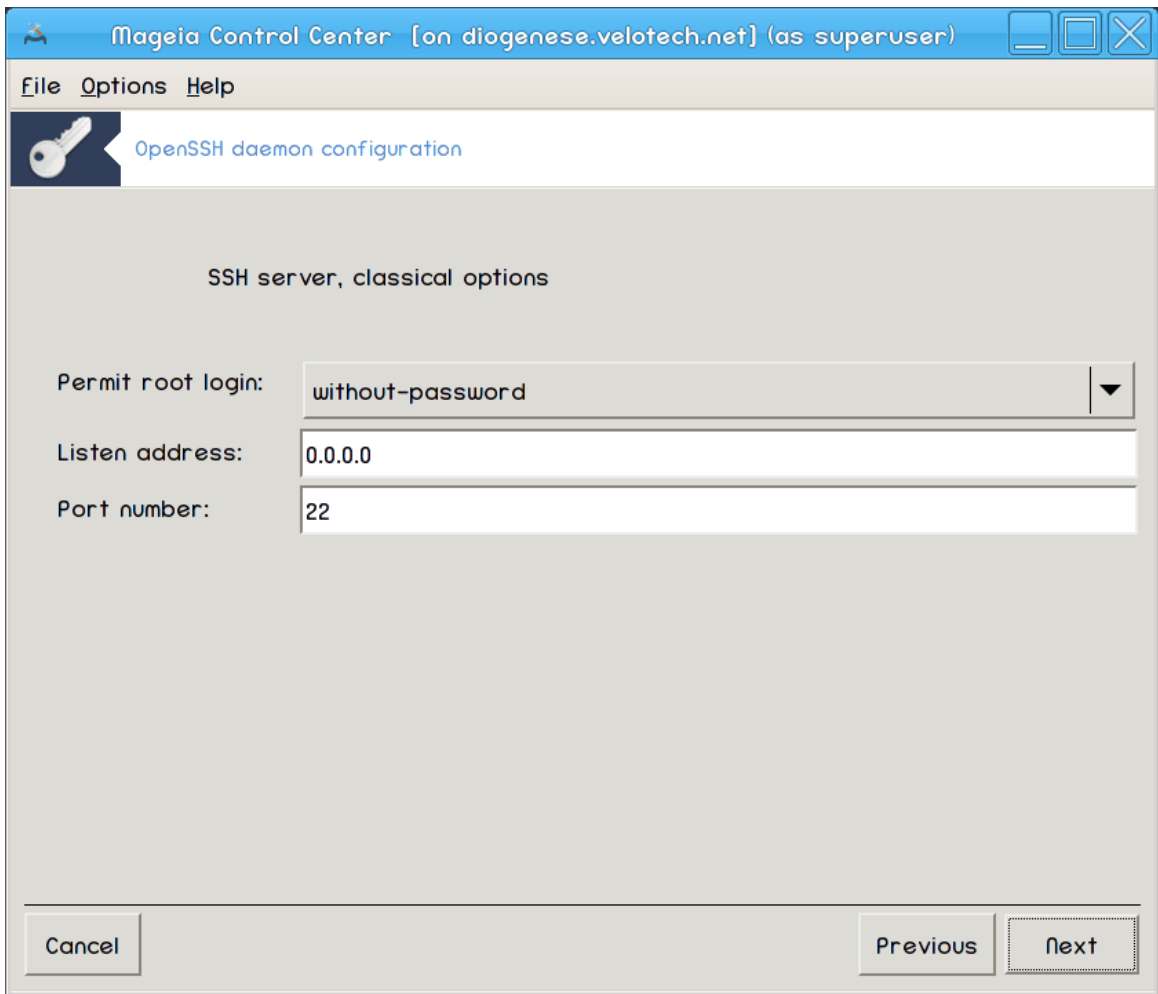 Mageia Control Center [on diogenese.velotech.net] (as superuser)
File Options Help
OpenSSH daemon configuration
SSH server, classical options
Permit root login: without-password
Listen address: 0.0.0.0
Port number: 22
Cancel Previous Next